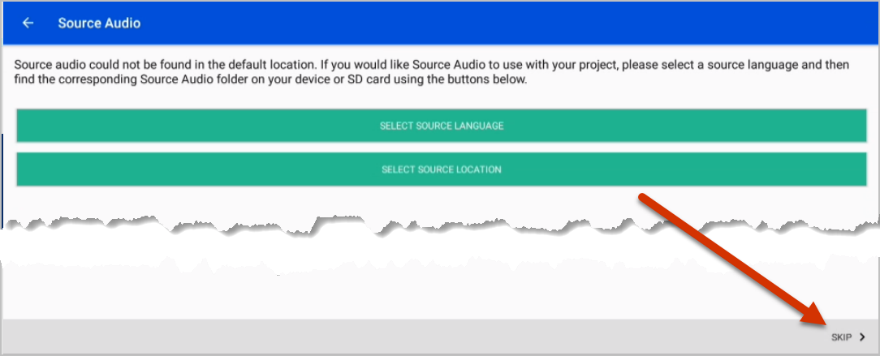 Source Audio
Source audio could not be found in the default location. If you would like Source Audio to use with your project, please select a source language and then
find the corresponding Source Audio folder on your device or SD card using the buttons below.
SELECT SOURCE LANGUAGE
SELECT SOURCE LOCATION
SKIP